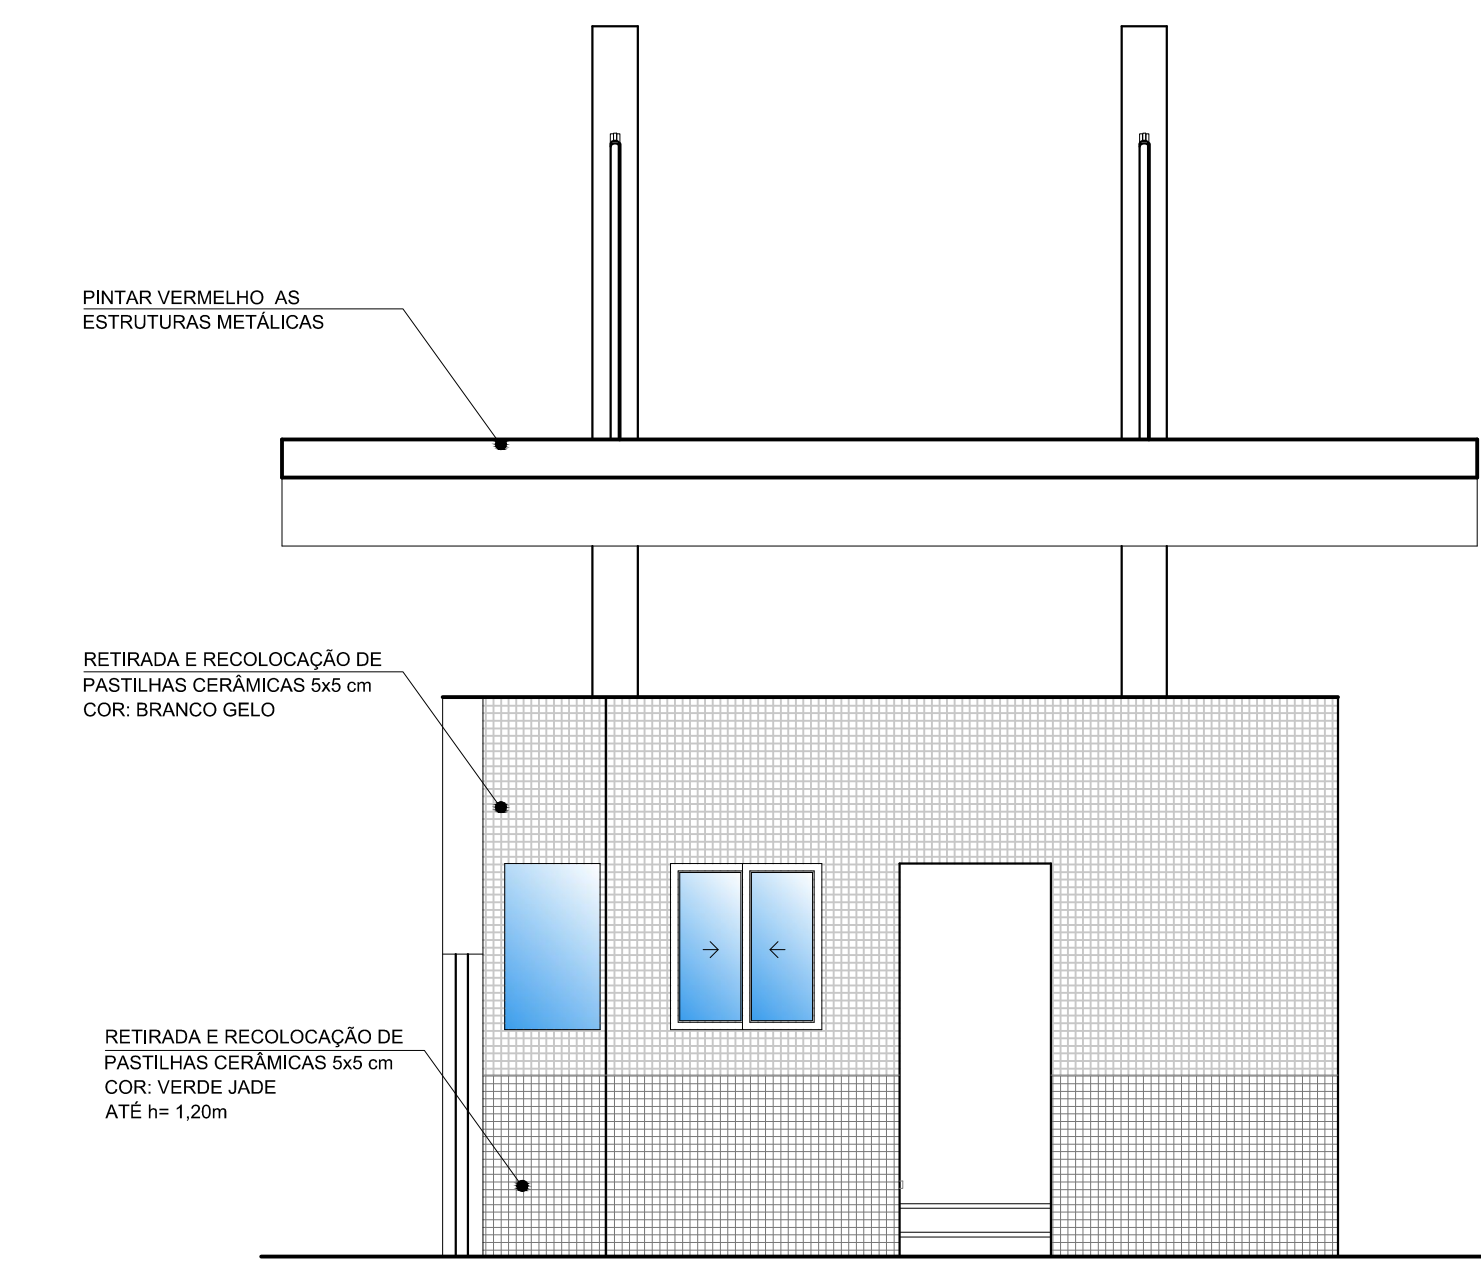 PINTAR VERMELHO AS
ESTRUTURAS METÁLICAS
RETIRADA E RECOLOCAÇÃO DE
PASTILHAS CERÂMICAS 5x5 cm
COR: BRANCO GELO
RETIRADA E RECOLOCAÇÃO DE
PASTILHAS CERÂMICAS 5x5 cm
COR: VERDE JADE
ATÉ h= 1,20m